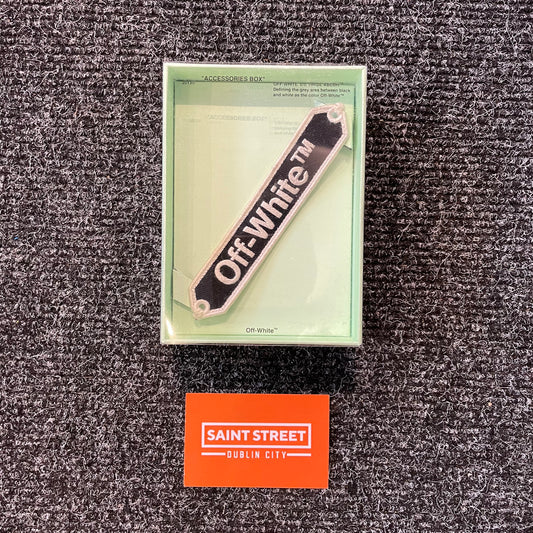 "ACCESSORIES BOX"
Defining the grey area between black
and white as the color Off-White™
Off-White™
Off-White™
SAINT STREET
DUBLIN CITY